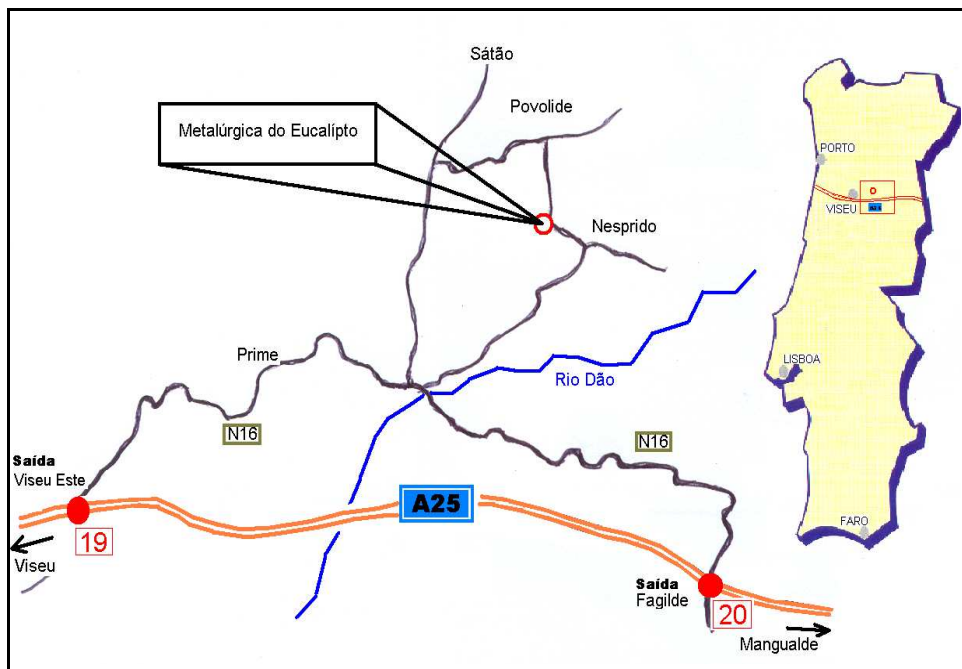 Sátão
Povolide
Metalúrgica do Eucalípto
Nesprido
Prime
Rio Dão
N16
N16
Saída
Viseu Este
A25
19
Viseu
Saída
Fagilde
20
Mangualde
PORTO
VISEU
LISBOA
FARO